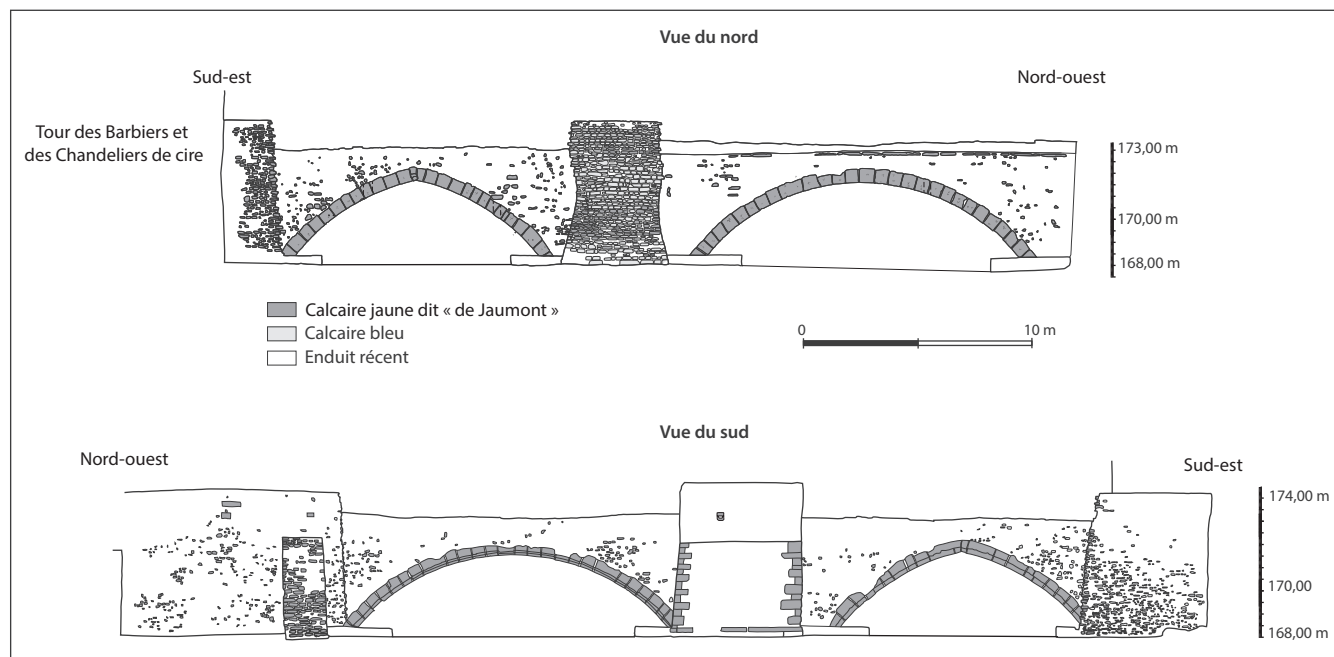 Vue du nord
Sud-est
Nord-ouest
Tour des Barbiers et
des Chandeliers de cire
173,00 m
170,00 m
168,00 m
Calcaire jaune dit « de Jaumont »
Calcaire bleu
Enduit récent
0
10 m
Vue du sud
Nord-ouest
Sud-est
174,00 m
170,00
168,00 m